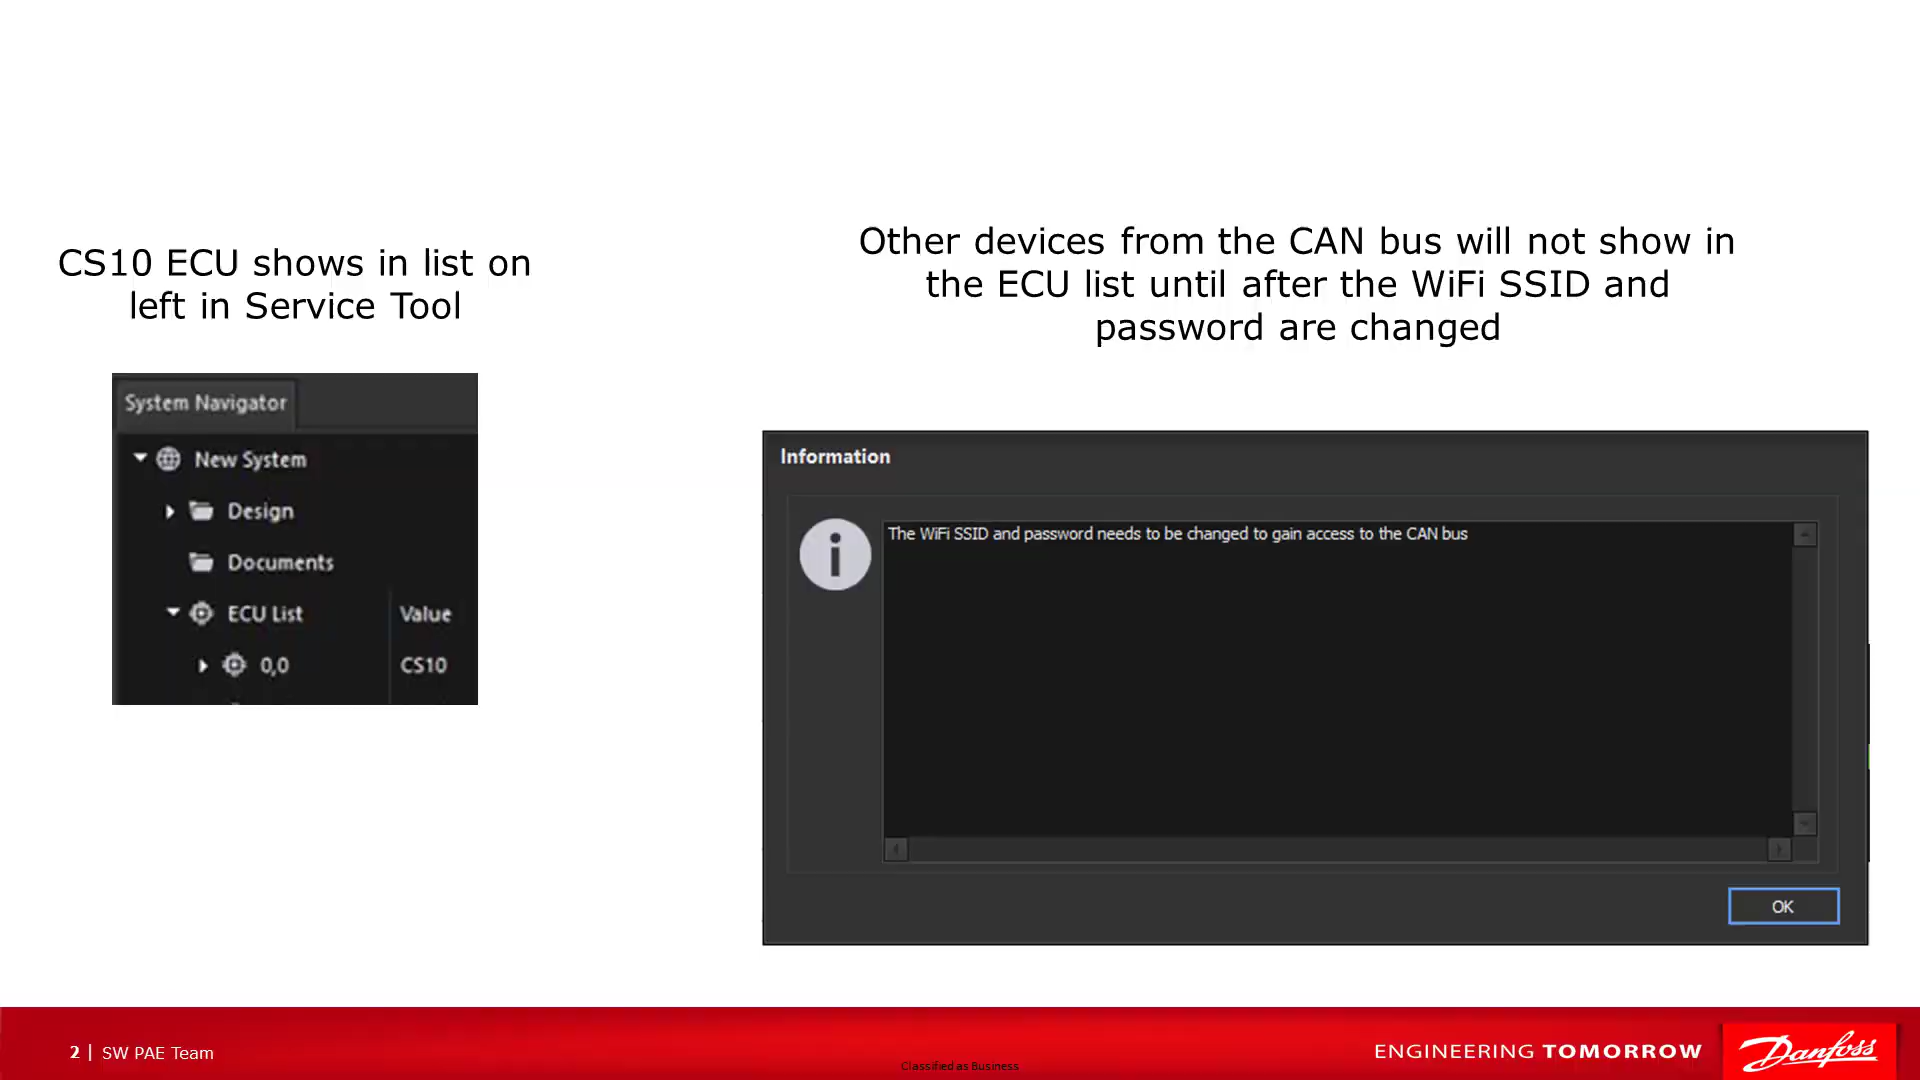 CS10 ECU shows in list on
left in Service Tool
Other devices from the CAN bus will not show in
the ECU list until after the WiFi SSID and
password are changed
System Navigator
New System
Design
Documents
ECU List Value
0,0 CS10
Information
The WiFi SSID and password needs to be changed to gain access to the CAN bus
OK
2 | SW PAE Team
Classified as Business
ENGINEERING TOMORROW
Danfoss